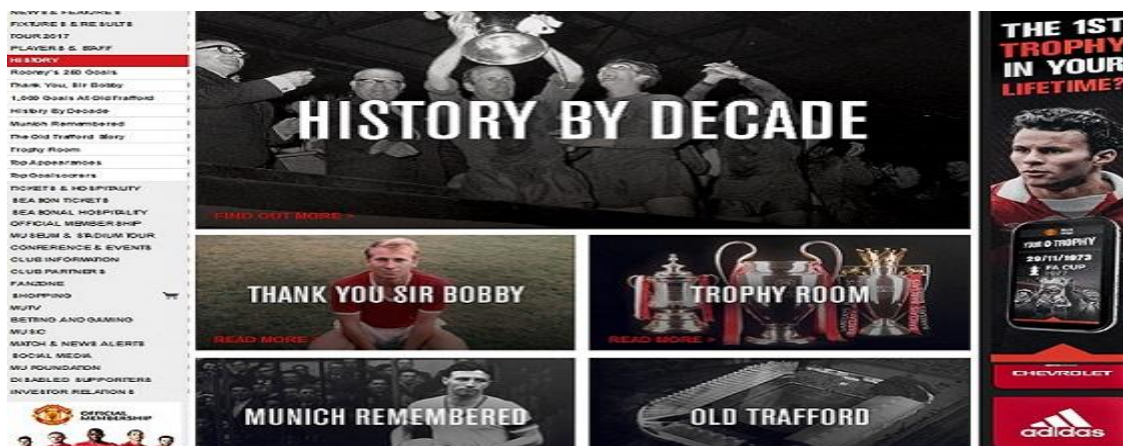 NEWS & FEATURES
FIXTURES & RESULTS
TOUR 2017
PLAYERS & STAFF
HISTORY
Rooney's 250 Goals
Thank You, Sir Bobby
1,000 Goals At Old Trafford
History By Decade
Munich Remembered
The Old Trafford Story
Trophy Room
Top Appearances
Top Goalscorers
TICKETS & HOSPITALITY
SEASON TICKETS
SEASONAL HOSPITALITY
OFFICIAL MEMBERSHIP
MUSEUM & STADIUM TOUR
CONFERENCE & EVENTS
CLUB INFORMATION
CLUB PARTNERS
FANZONE
SHOPPING
MUTV
BETTING AND GAMING
MUSIC
MATCH & NEWS ALERTS
SOCIAL MEDIA
MU FOUNDATION
DISABLED SUPPORTERS
INVESTOR RELATIONS
OFFICIAL
MEMBERSHIP
HISTORY BY DECADE
FIND OUT MORE >
THANK YOU SIR BOBBY
READ MORE >
TROPHY ROOM
READ MORE >
MUNICH REMEMBERED
OLD TRAFFORD
THE 1ST
TROPHY
IN YOUR
LIFETIME?
YOUR TROPHY
29/11/1973
FA CUP
1977
CHEVROLET
adidas